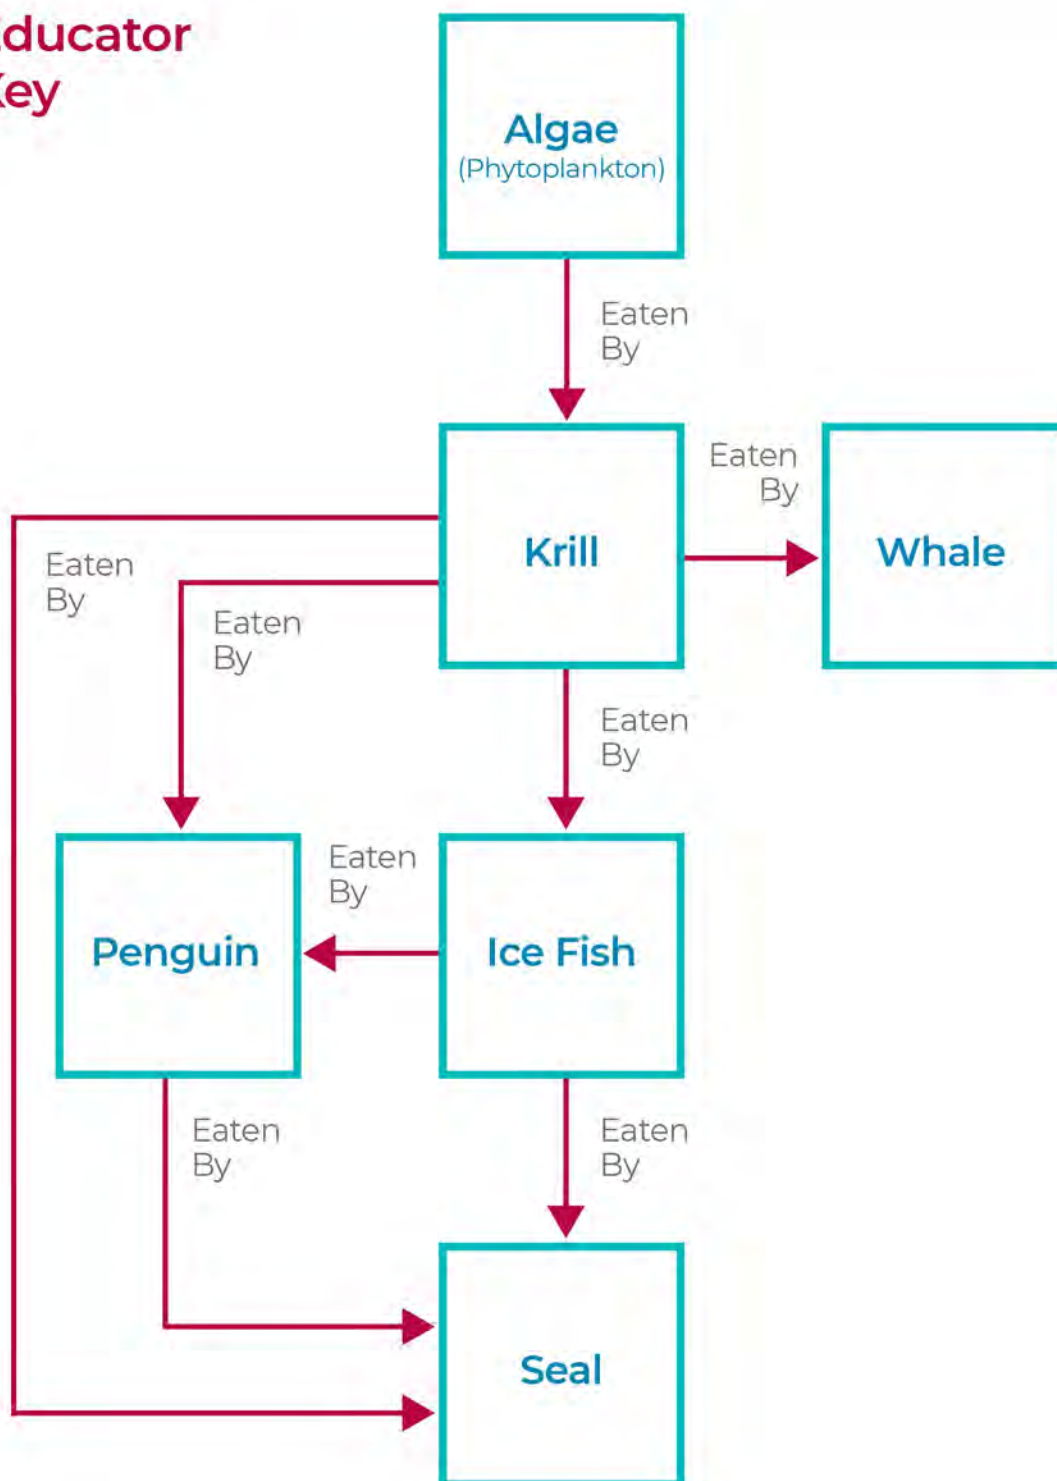 Educator
Key
Algae
(Phytoplankton)
Eaten
By
Krill
Eaten
By
Whale
Eaten
By
Eaten
By
Eaten
By
Penguin
Eaten
By
Ice Fish
Eaten
By
Eaten
By
Seal